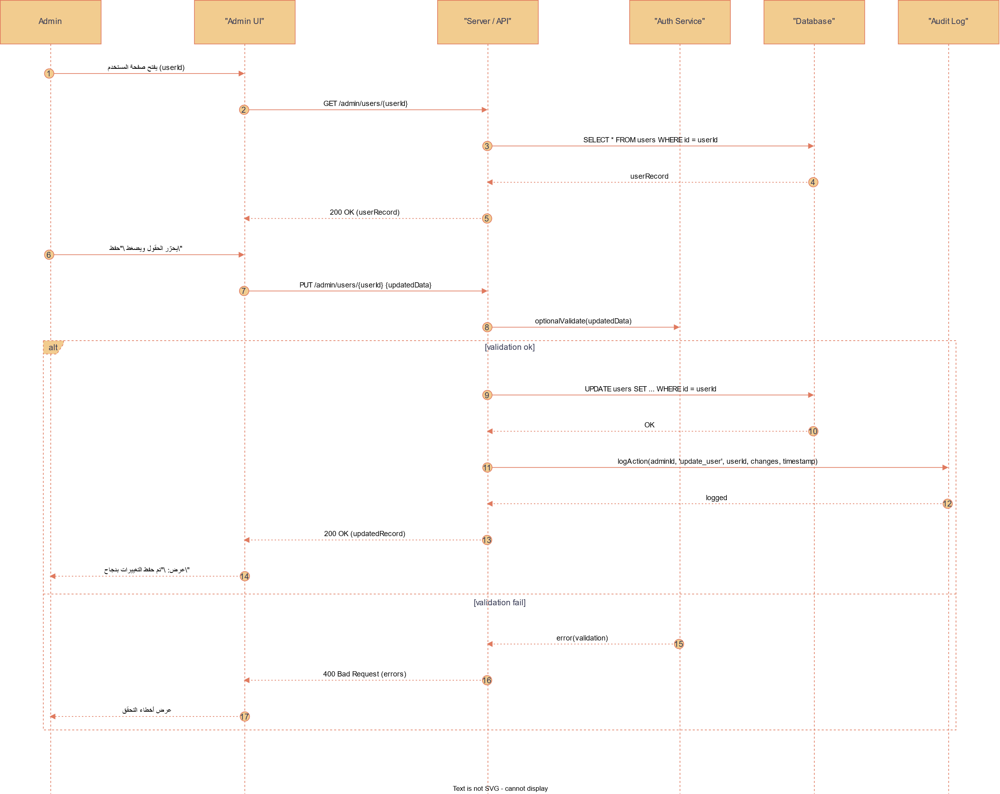 Admin
"Admin UI"
"Server / API"
"Auth Service"
"Database"
"Audit Log"
1
يفتح صفحة المستخدم (userId)
2
GET /admin/users/{userId}
3
SELECT * FROM users WHERE id = userId
4
userRecord
5
200 OK (userRecord)
6
يحرّر الحقول ويضغط \"حفظ\"
7
PUT /admin/users/{userId} {updatedData}
8
optionalValidate(updatedData)
alt
[validation ok]
9
UPDATE users SET ... WHERE id = userId
10
OK
11
logAction(adminId, 'update_user', userId, changes, timestamp)
12
logged
13
200 OK (updatedRecord)
14
عرض: \"تم حفظ التغييرات بنجاح\"
[validation fail]
15
error(validation)
16
400 Bad Request (errors)
17
عرض أخطاء التحقّق
Text is not SVG - cannot display